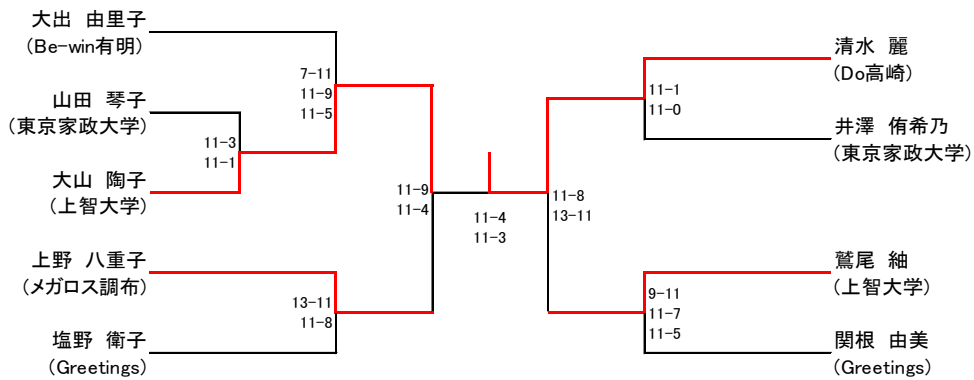 大出 由里子
(Be-win有明)
山田 琴子
(東京家政大学)
大山 陶子
(上智大学)
上野 八重子
(メガロス調布)
塩野 衛子
(Greetings)
11-3
11-1
7-11
11-9
11-5
13-11
11-8
11-9
11-4
11-4
11-3
11-8
13-11
11-1
11-0
9-11
11-7
11-5
清水 麗
(Do高崎)
井澤 侑希乃
(東京家政大学)
鷲尾 紬
(上智大学)
関根 由美
(Greetings)